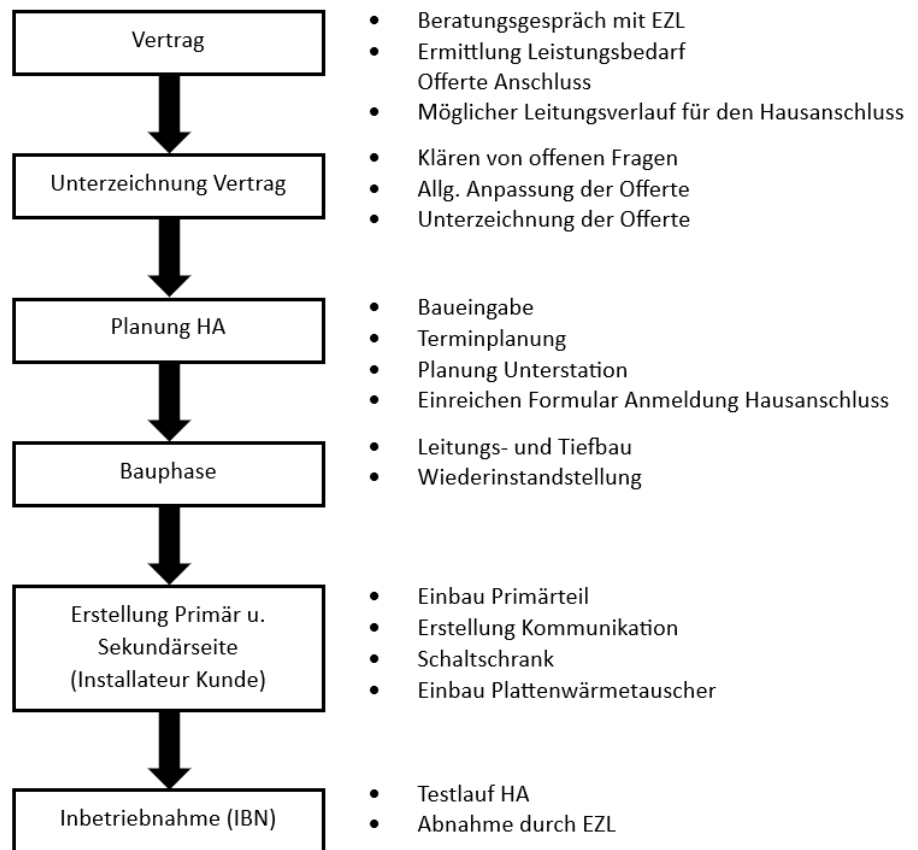 Vertrag
• Beratungsgespräch mit EZL
• Ermittlung Leistungsbedarf
Offerte Anschluss
• Möglicher Leitungsverlauf für den Hausanschluss
Unterzeichnung Vertrag
• Klären von offenen Fragen
• Allg. Anpassung der Offerte
• Unterzeichnung der Offerte
Planung HA
• Baueingabe
• Terminplanung
• Planung Unterstation
• Einreichen Formular Anmeldung Hausanschluss
Bauphase
• Leitungs- und Tiefbau
• Wiederinstandstellung
Erstellung Primär u.
Sekundärseite
(Installateur Kunde)
• Einbau Primärteil
• Erstellung Kommunikation
• Schaltschrank
• Einbau Plattenwärmetauscher
Inbetriebnahme (IBN)
• Testlauf HA
• Abnahme durch EZL